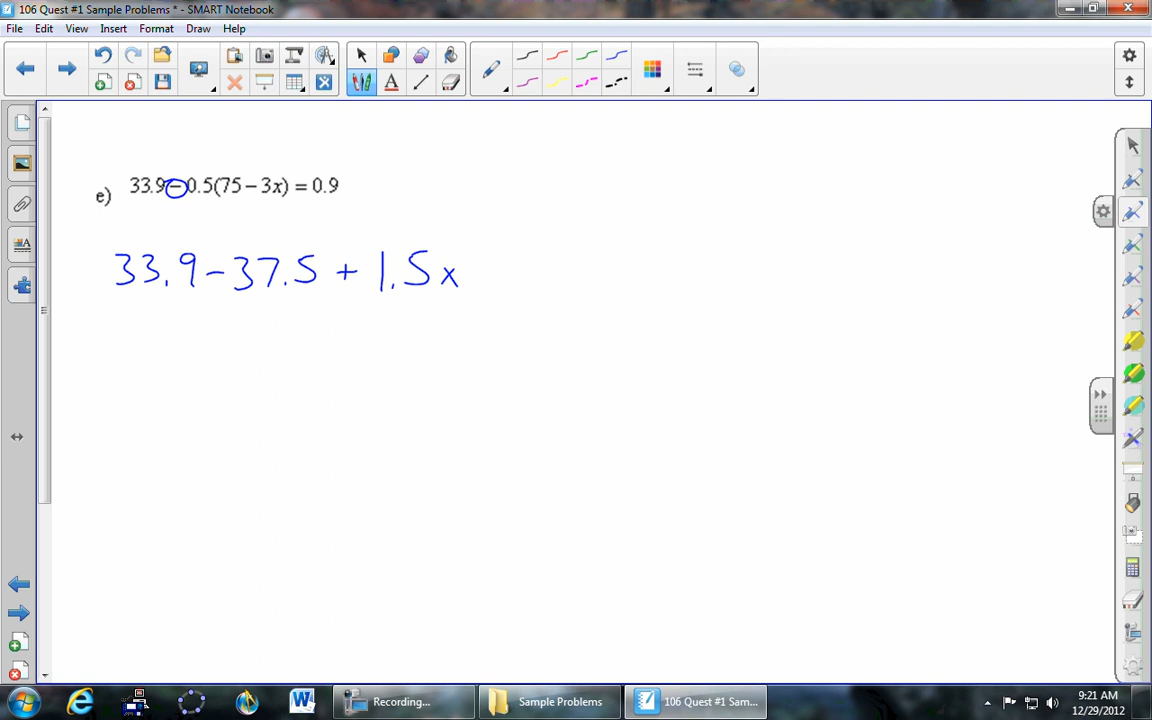 106 Quest #1 Sample Problems * - SMART Notebook
File Edit View Insert Format Draw Help
e) 33.9 − 0.5(75 − 3x) = 0.9
33.9 − 37.5 + 1.5x
Recording...
Sample Problems
106 Quest #1 Sam...
9:21 AM
12/29/2012